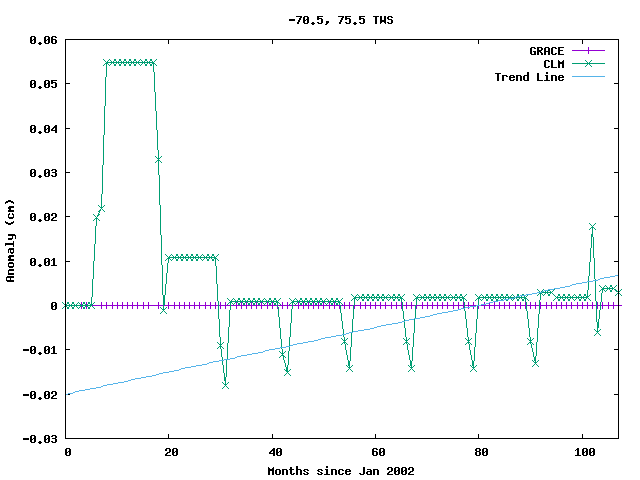 -70.5, 75.5 TWS
GRACE
CLM
Trend Line
0.06
0.05
0.04
0.03
0.02
0.01
0
-0.01
-0.02
-0.03
Anomaly (cm)
0 20 40 60 80 100
Months since Jan 2002